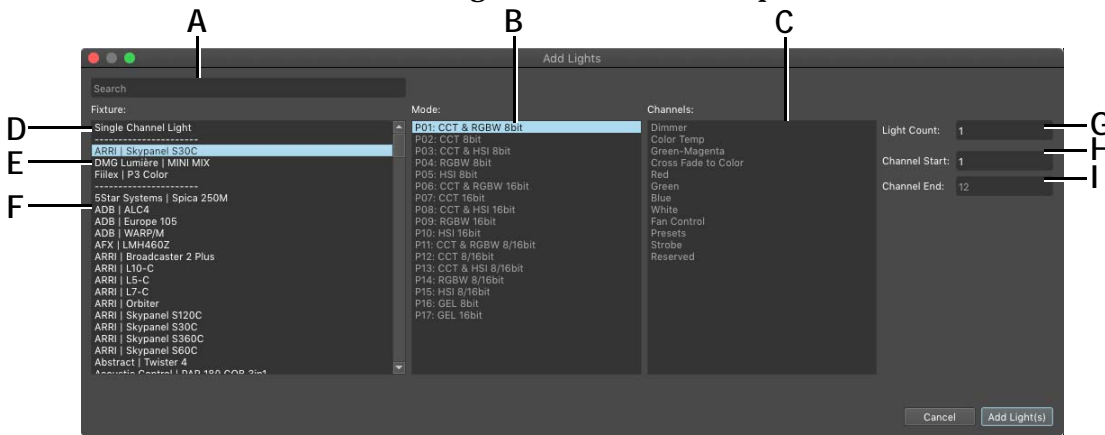 A
B
C
Add Lights
Search
Fixture:
Mode:
Channels:
D
Single Channel Light
----------------------
ARRI | Skypanel S30C
E
DMG Lumière | MINI MIX
Fiilex | P3 Color
----------------------
5Star Systems | Spica 250M
F
ADB | ALC4
ADB | Europe 105
ADB | WARP/M
AFX | LMH460Z
ARRI | Broadcaster 2 Plus
ARRI | L10-C
ARRI | L5-C
ARRI | L7-C
ARRI | Orbiter
ARRI | Skypanel S120C
ARRI | Skypanel S30C
ARRI | Skypanel S360C
ARRI | Skypanel S60C
Abstract | Twister 4
Acoustic Control | PAR 180 COB 3in1
P01: CCT & RGBW 8bit
P02: CCT 8bit
P03: CCT & HSI 8bit
P04: RGBW 8bit
P05: HSI 8bit
P06: CCT & RGBW 16bit
P07: CCT 16bit
P08: CCT & HSI 16bit
P09: RGBW 16bit
P10: HSI 16bit
P11: CCT & RGBW 8/16bit
P12: CCT 8/16bit
P13: CCT & HSI 8/16bit
P14: RGBW 8/16bit
P15: HSI 8/16bit
P16: GEL 8bit
P17: GEL 16bit
Dimmer
Color Temp
Green-Magenta
Cross Fade to Color
Red
Green
Blue
White
Fan Control
Presets
Strobe
Reserved
Light Count: 1
G
Channel Start: 1
H
Channel End: 12
I
Cancel
Add Light(s)